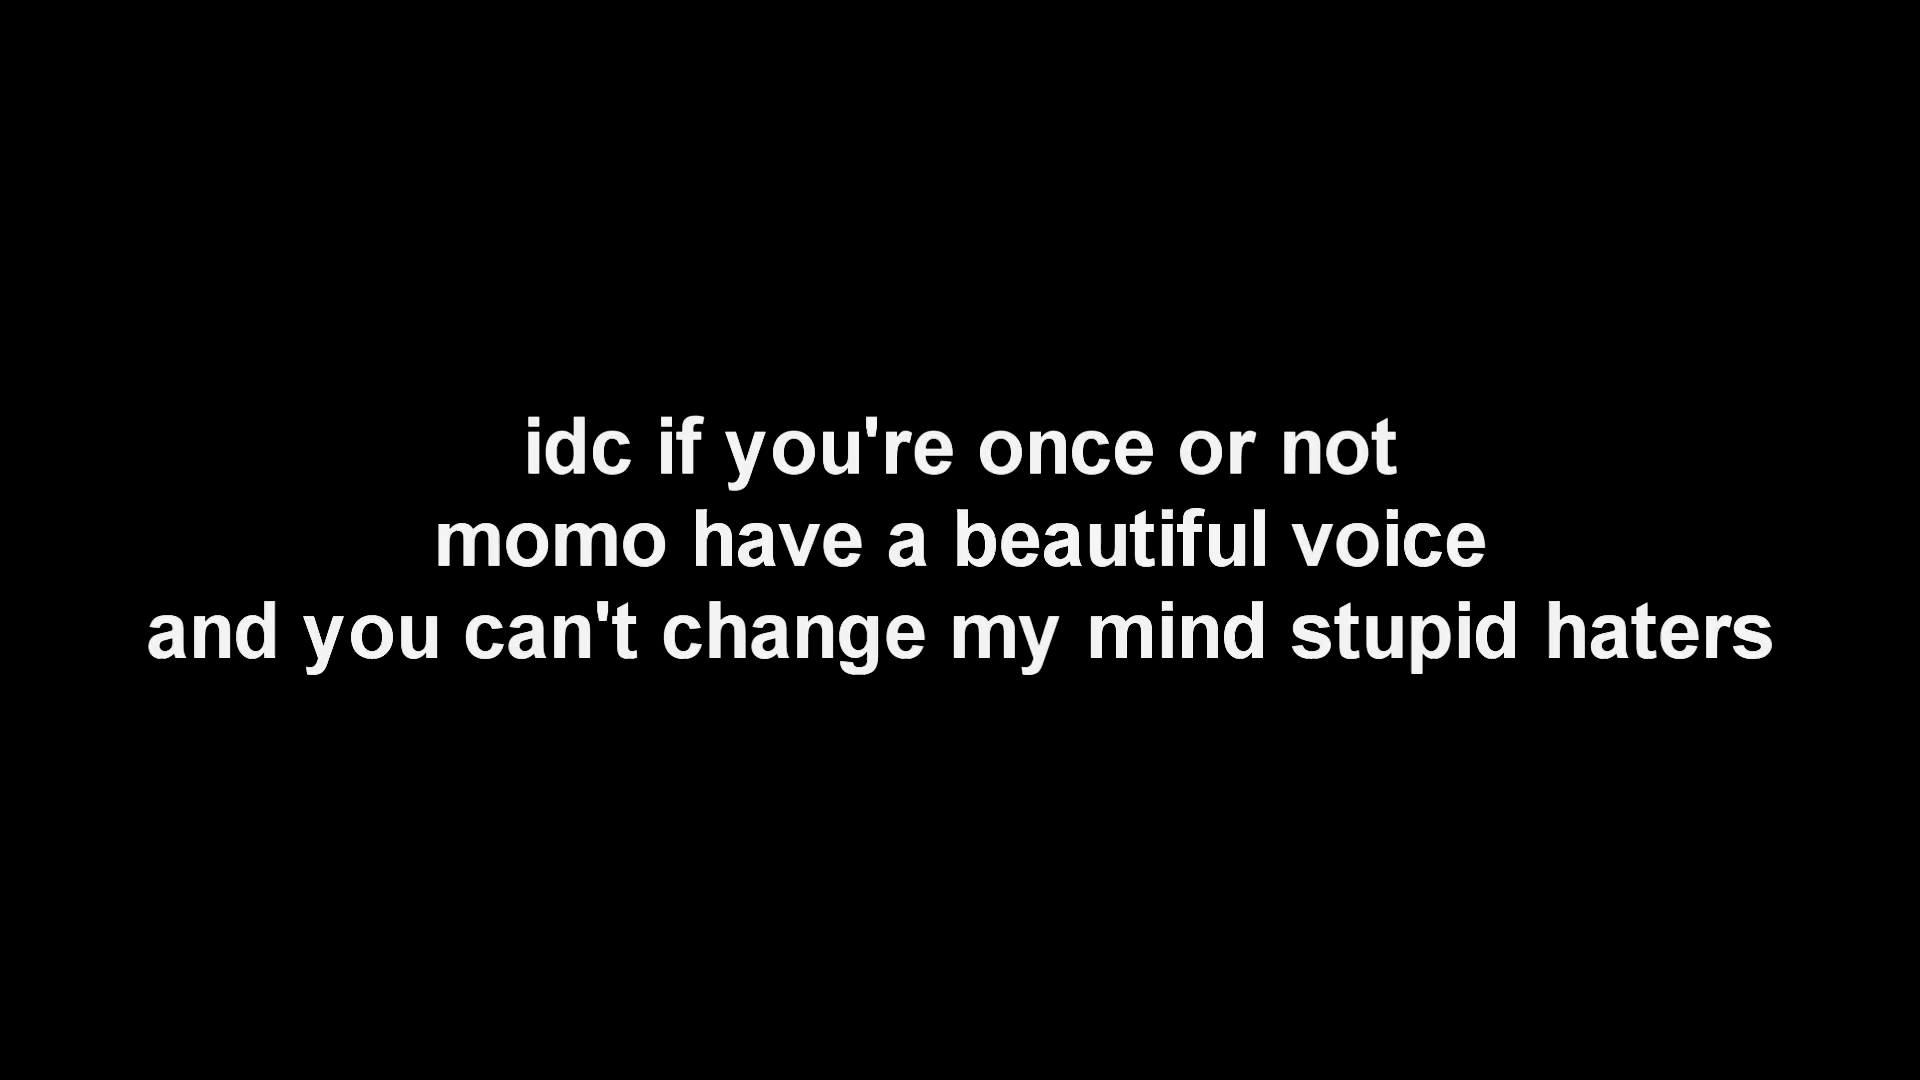 idc if you're once or not
momo have a beautiful voice
and you can't change my mind stupid haters